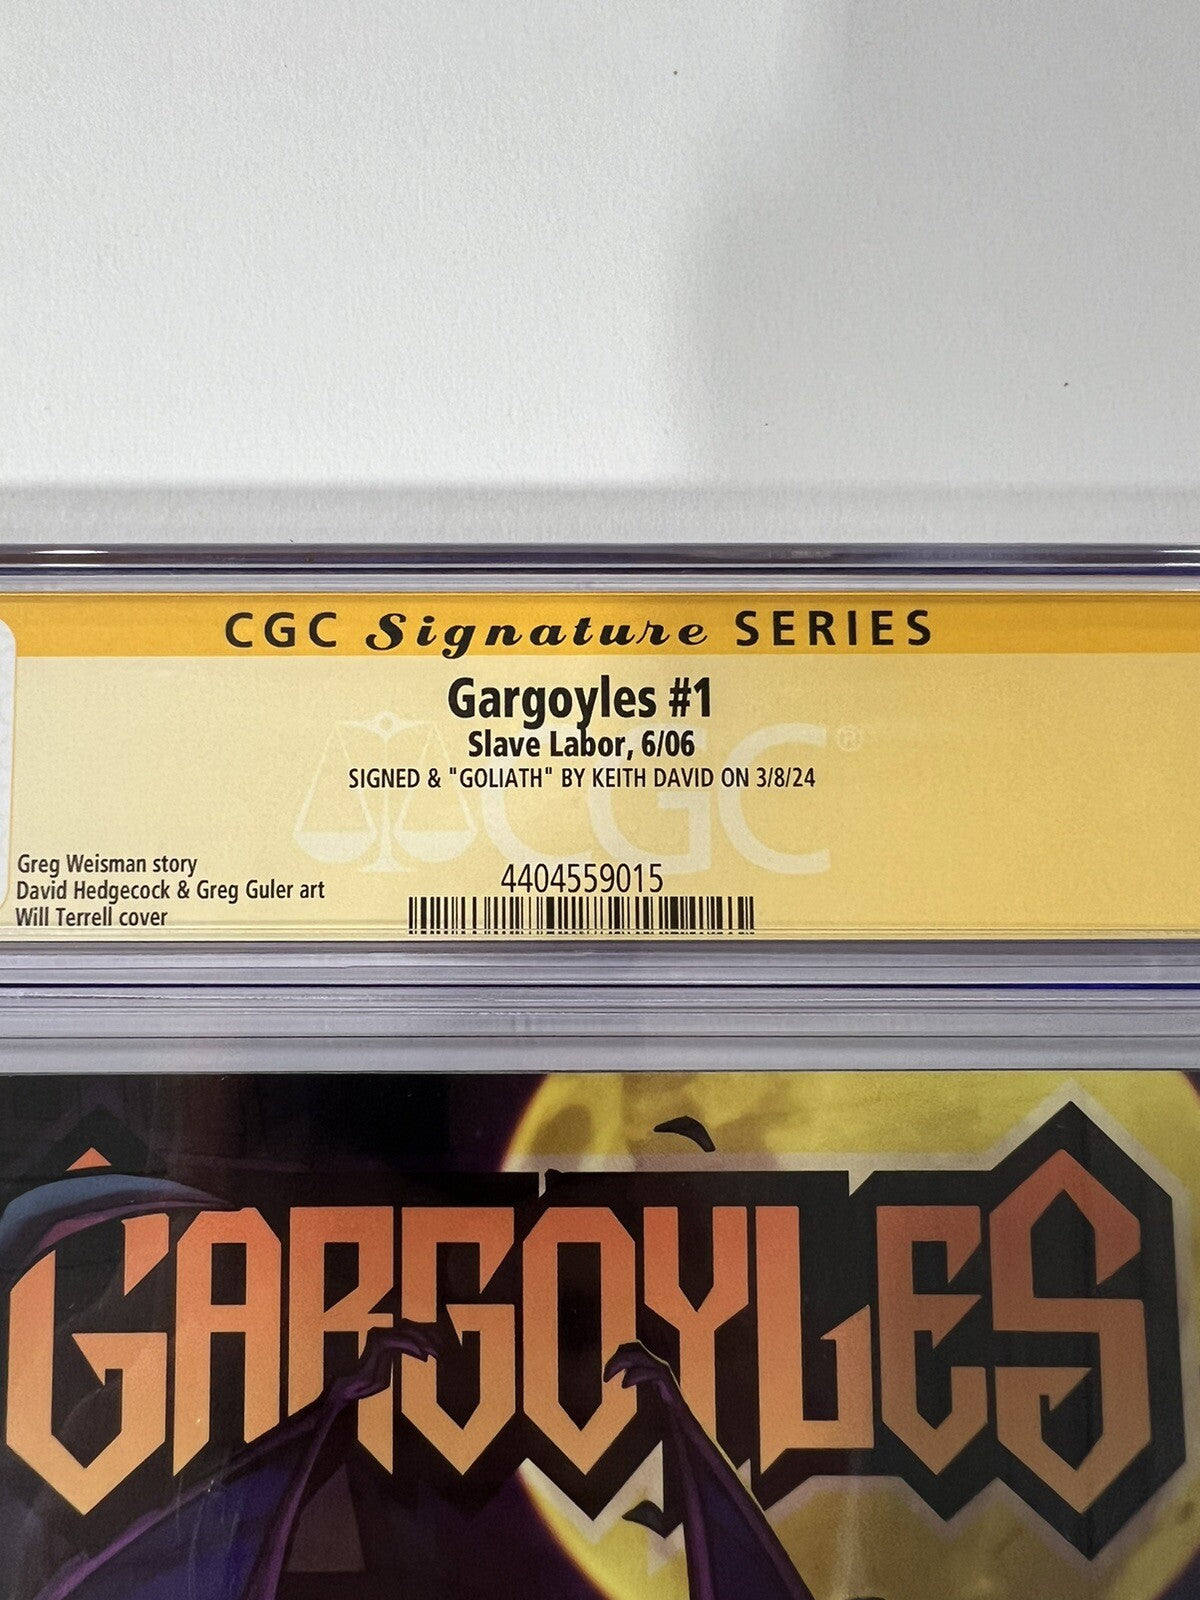 CGC Signature SERIES
Gargoyles #1
Slave Labor, 6/06
SIGNED & "GOLIATH" BY KEITH DAVID ON 3/8/24
CGC®
Greg Weisman story
David Hedgecock & Greg Guler art
Will Terrell cover
4404559015
GARGOYLES